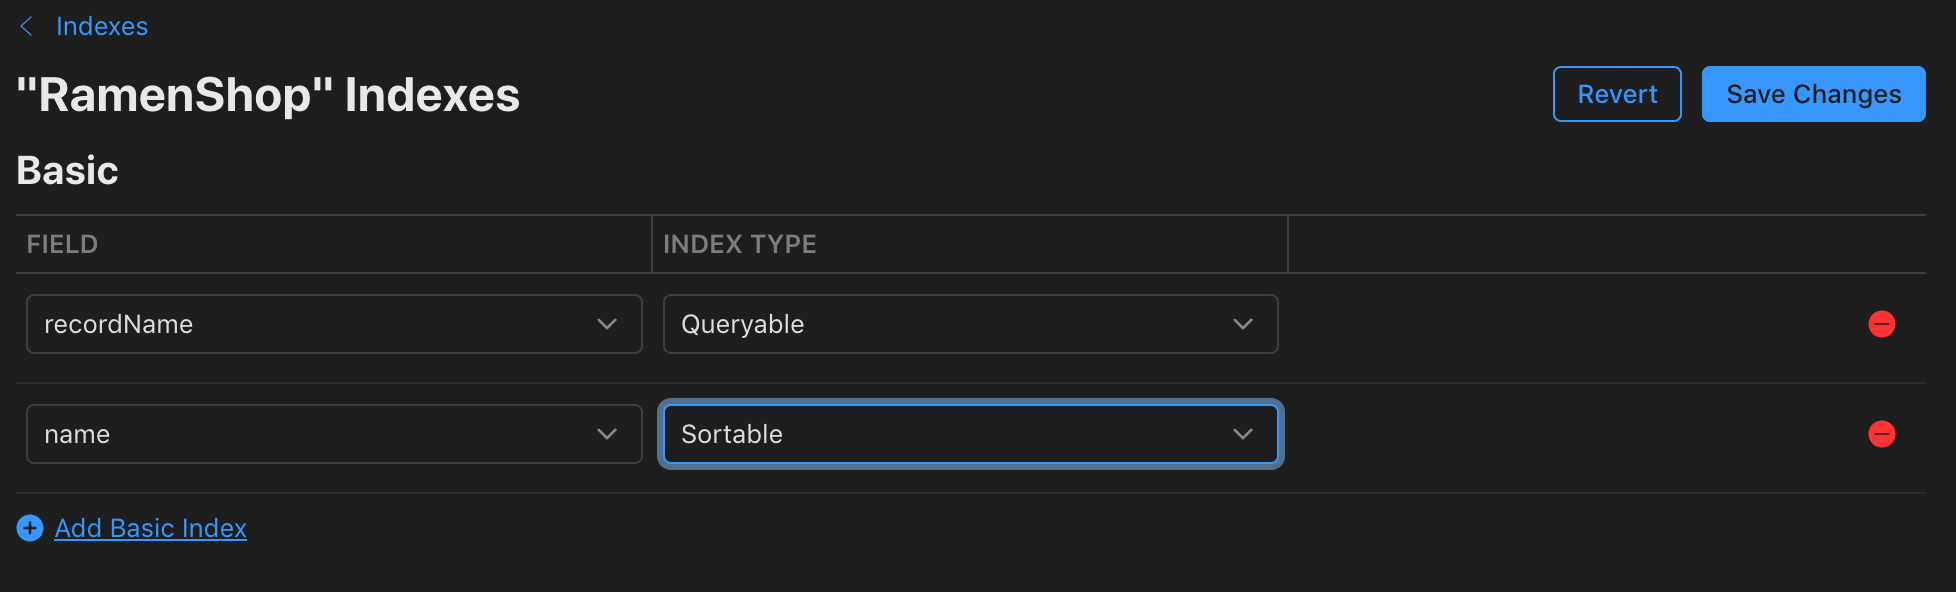 Indexes
"RamenShop" Indexes
Revert
Save Changes
Basic
FIELD
INDEX TYPE
recordName
Queryable
name
Sortable
Add Basic Index